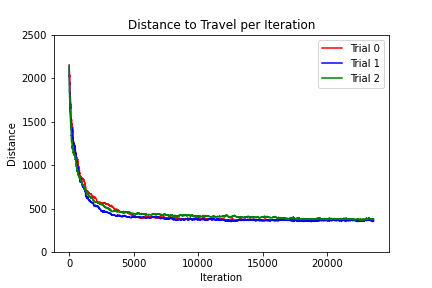 Distance to Travel per Iteration
2500
2000
1500
1000
500
0
Distance
Trial 0
Trial 1
Trial 2
0 5000 10000 15000 20000
Iteration